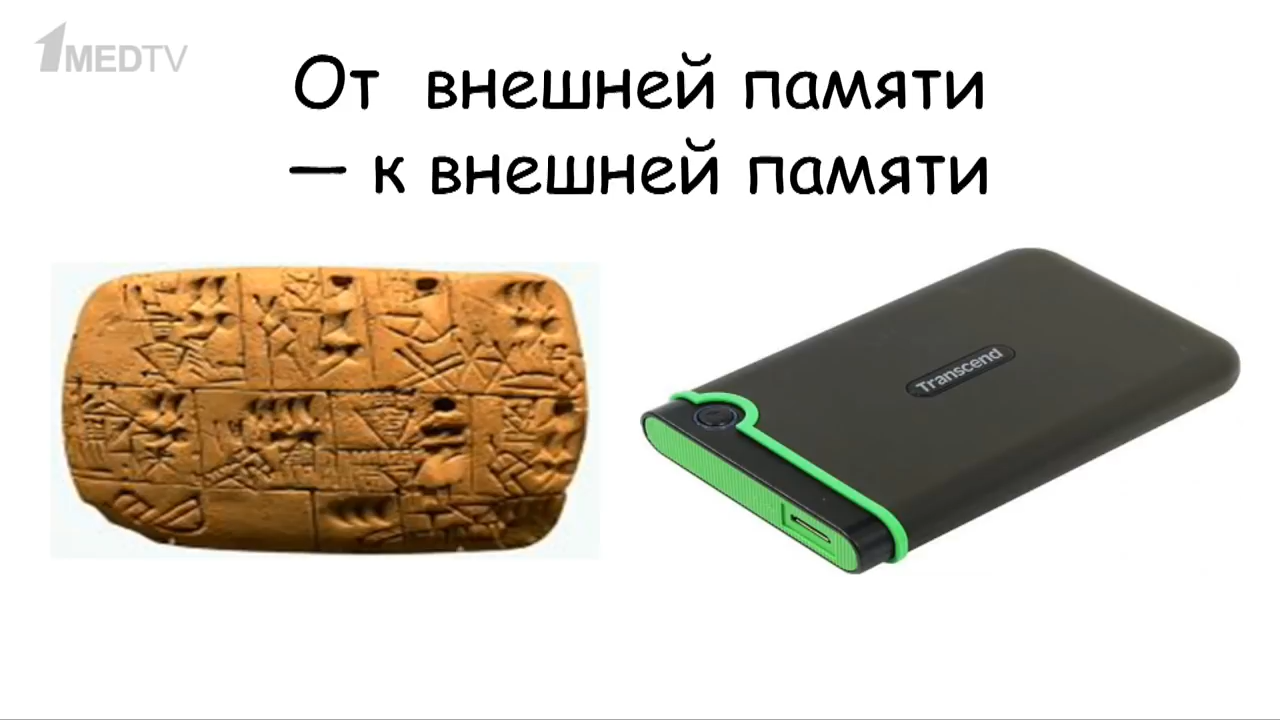 1MEDTV
От внешней памяти
— к внешней памяти
Transcend